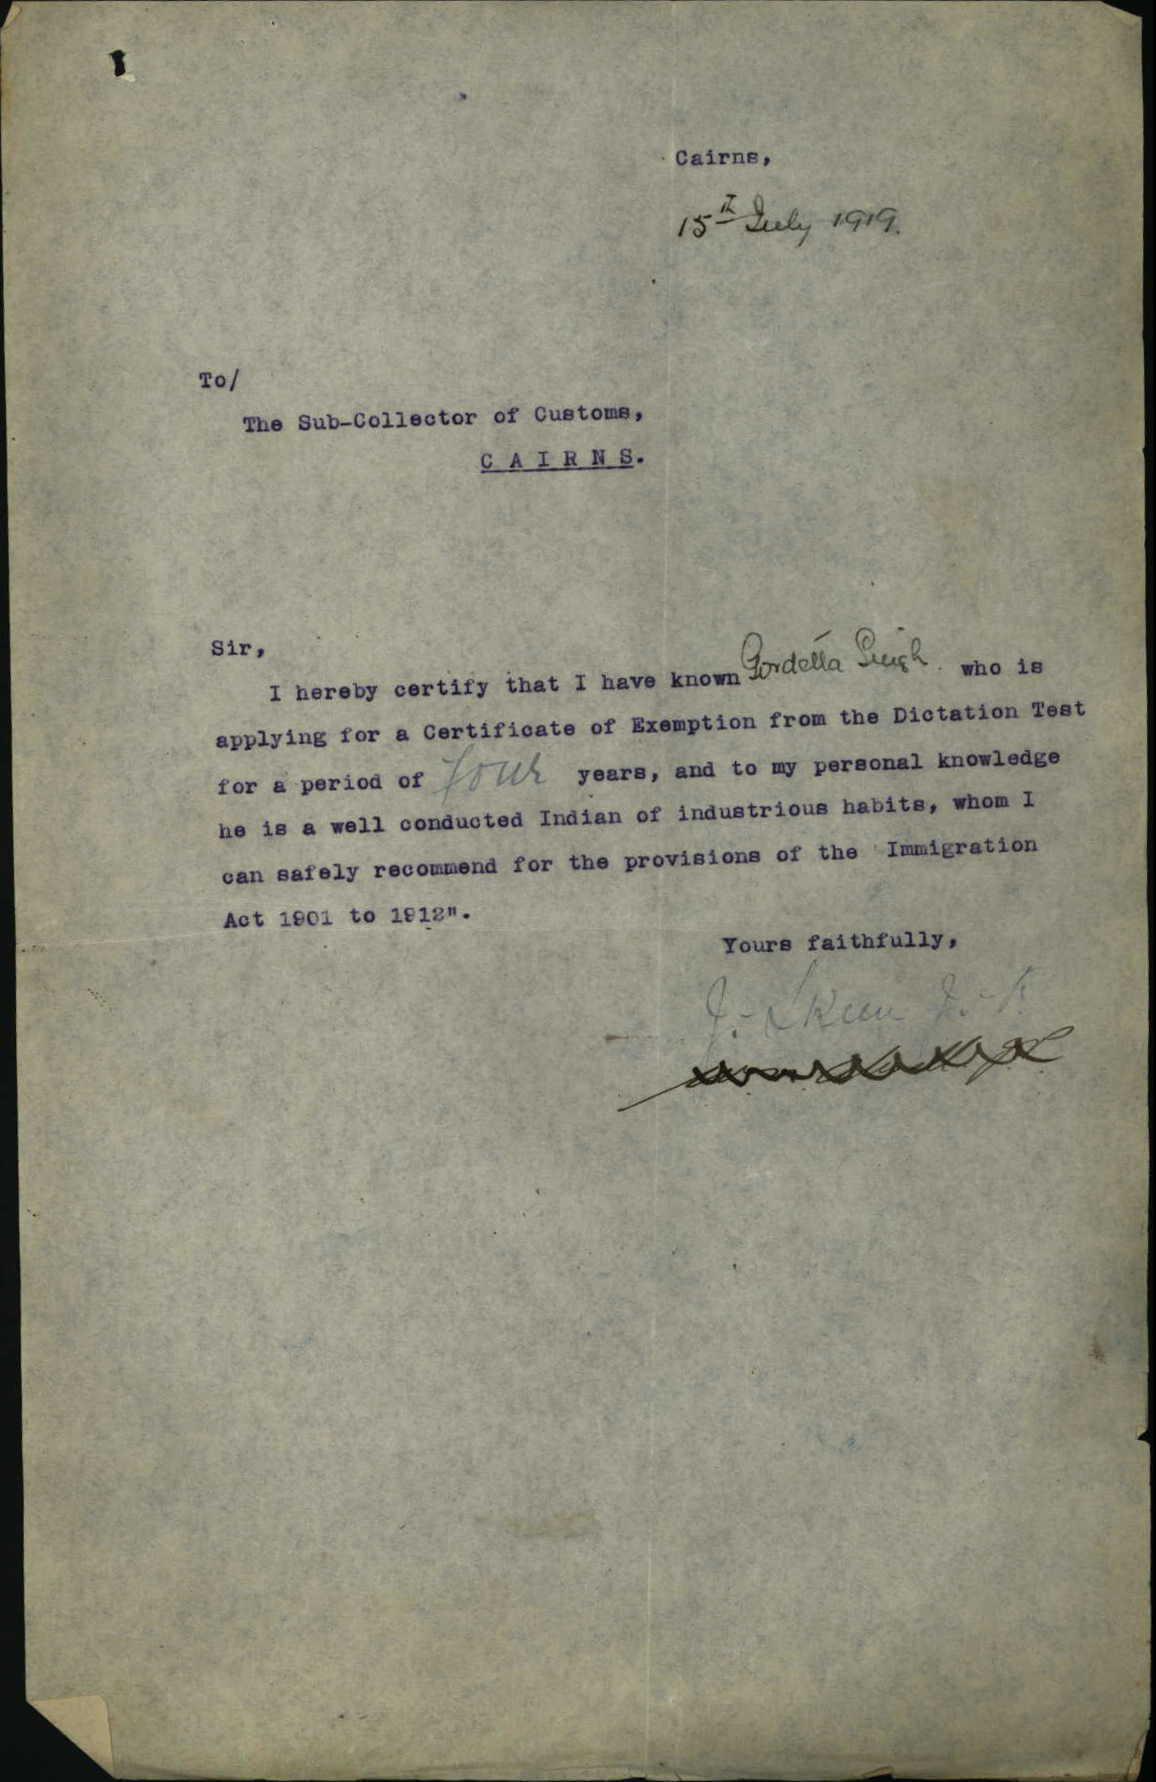 Cairns,
15th July 1919.
To/
The Sub-Collector of Customs,
C A I R N S.
Sir,
I hereby certify that I have known Gordetta Singh who is
applying for a Certificate of Exemption from the Dictation Test
for a period of four years, and to my personal knowledge
he is a well conducted Indian of industrious habits, whom I
can safely recommend for the provisions of the Immigration
Act 1901 to 1912".
Yours faithfully,
J. Skeen J. P.